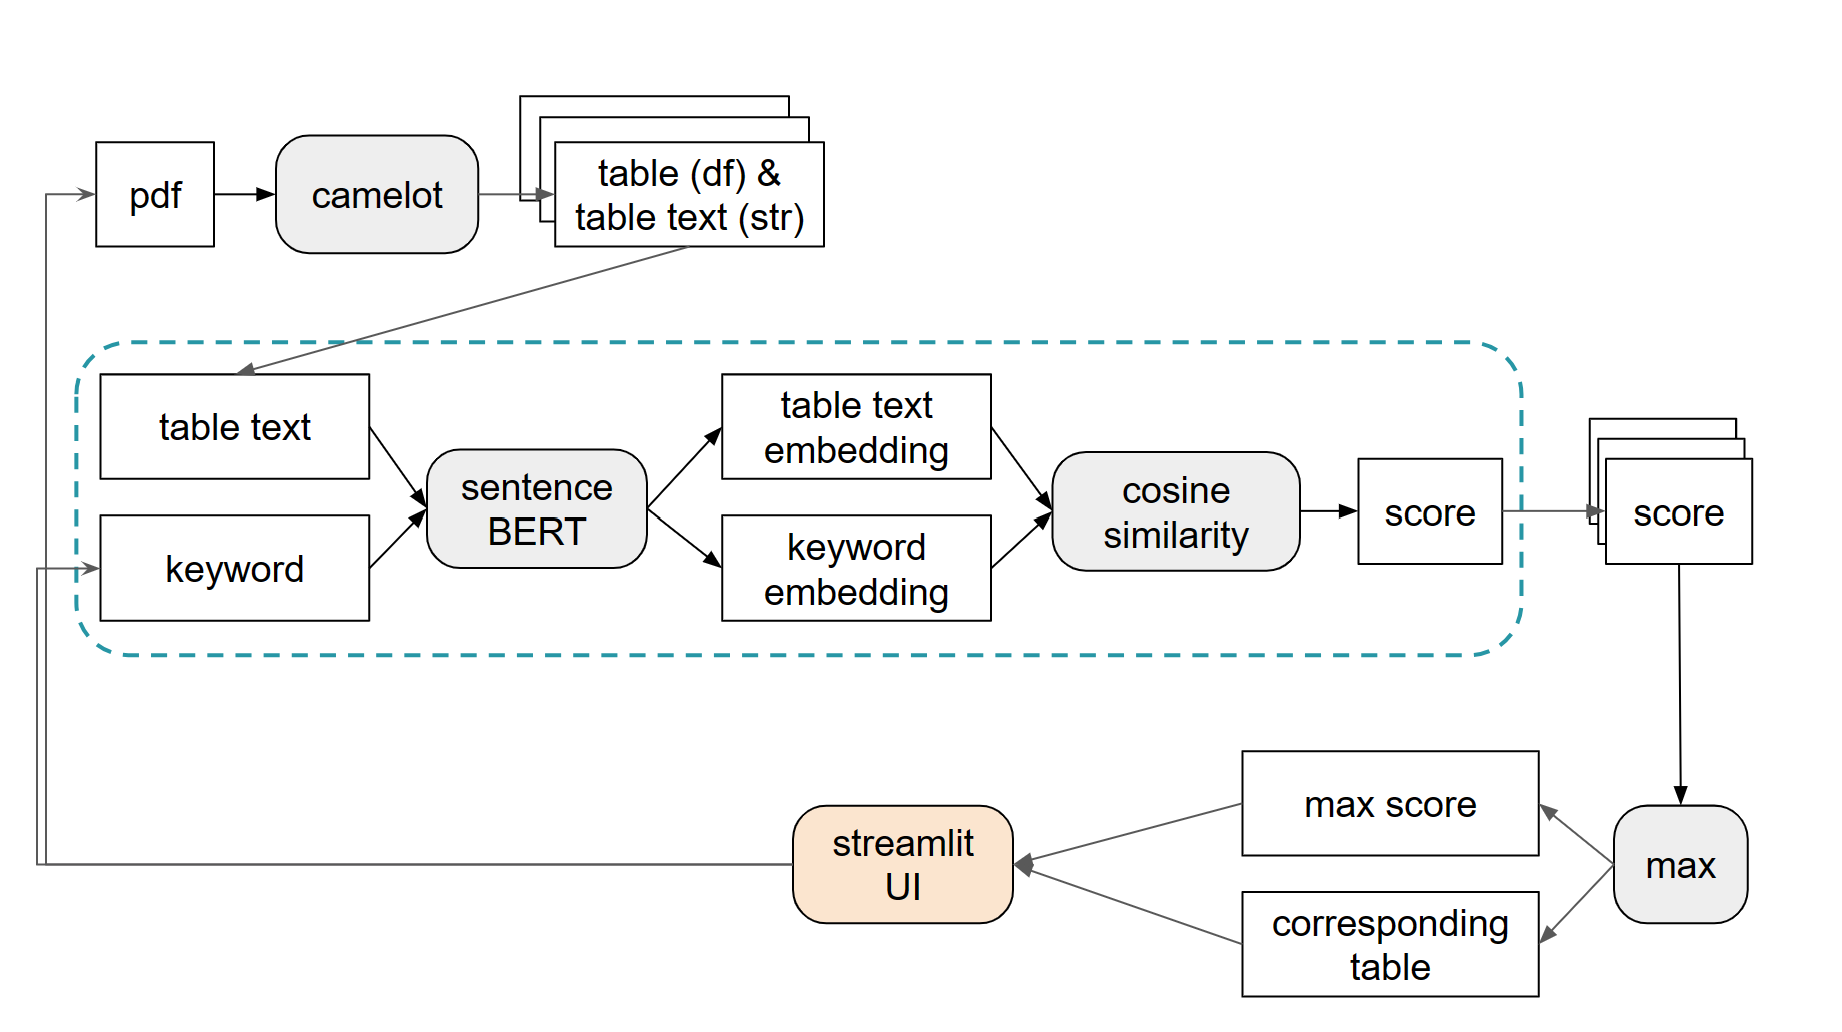 pdf
camelot
table (df) &
table text (str)
table text
keyword
sentence
BERT
table text
embedding
keyword
embedding
cosine
similarity
score
score
max score
max
streamlit
UI
corresponding
table